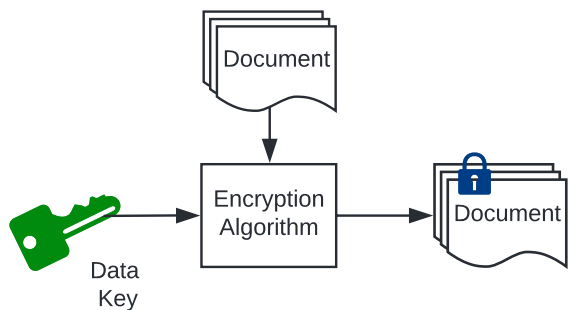 Document
Encryption
Algorithm
Document
Data
Key